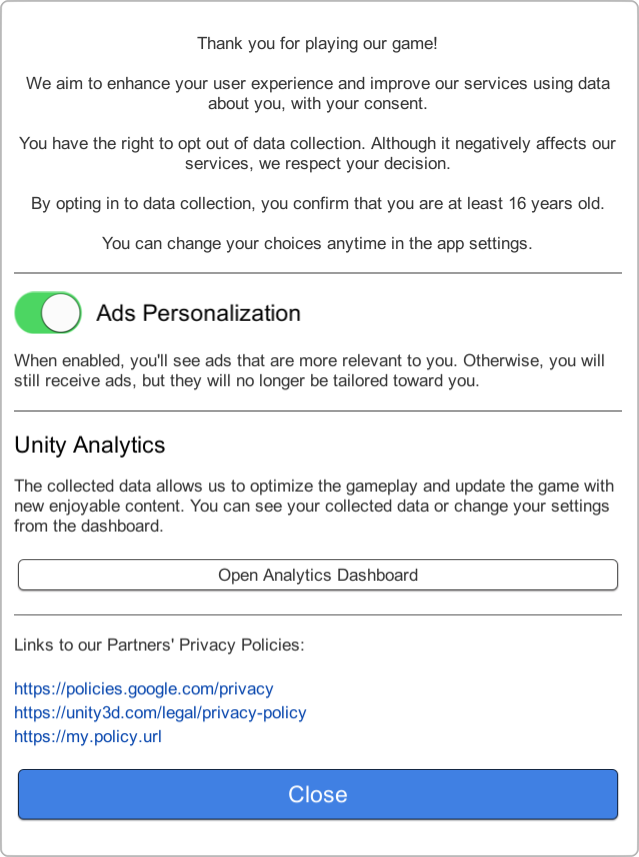 Thank you for playing our game!
We aim to enhance your user experience and improve our services using data
about you, with your consent.
You have the right to opt out of data collection. Although it negatively affects our
services, we respect your decision.
By opting in to data collection, you confirm that you are at least 16 years old.
You can change your choices anytime in the app settings.
Ads Personalization
When enabled, you'll see ads that are more relevant to you. Otherwise, you will
still receive ads, but they will no longer be tailored toward you.
Unity Analytics
The collected data allows us to optimize the gameplay and update the game with
new enjoyable content. You can see your collected data or change your settings
from the dashboard.
Open Analytics Dashboard
Links to our Partners' Privacy Policies:
https://policies.google.com/privacy
https://unity3d.com/legal/privacy-policy
https://my.policy.url
Close